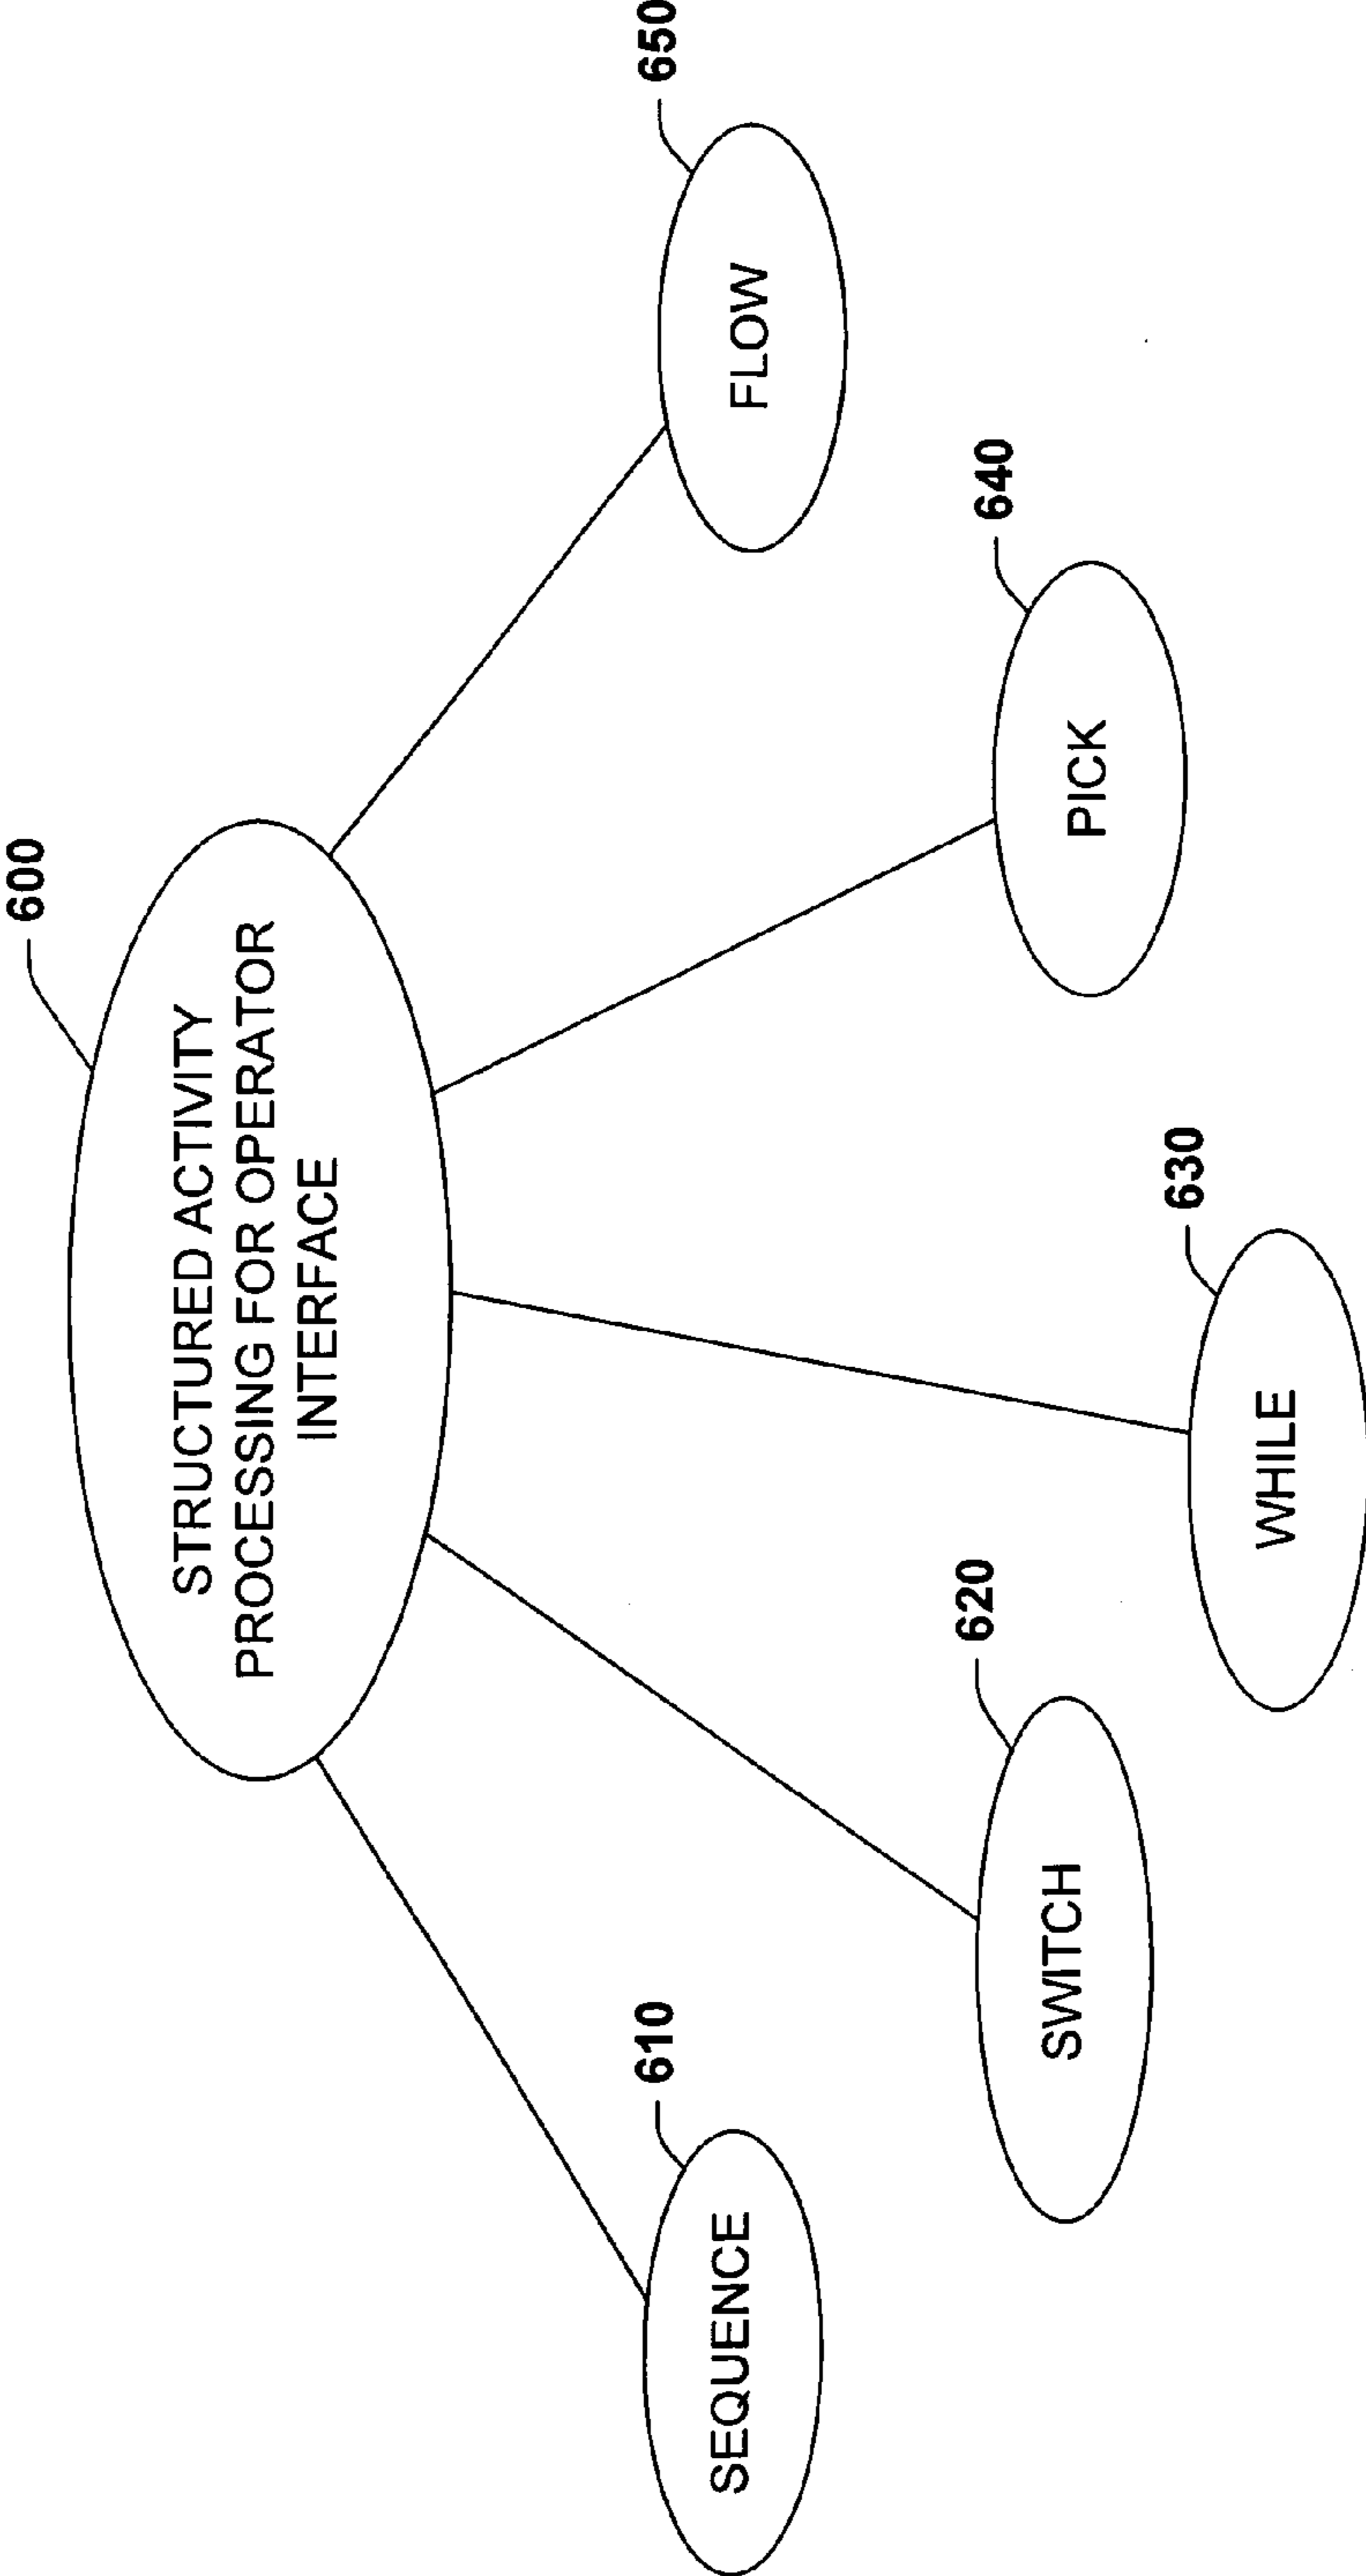 600
STRUCTURED ACTIVITY
PROCESSING FOR OPERATOR
INTERFACE
610
SEQUENCE
620
SWITCH
630
WHILE
640
PICK
650
FLOW